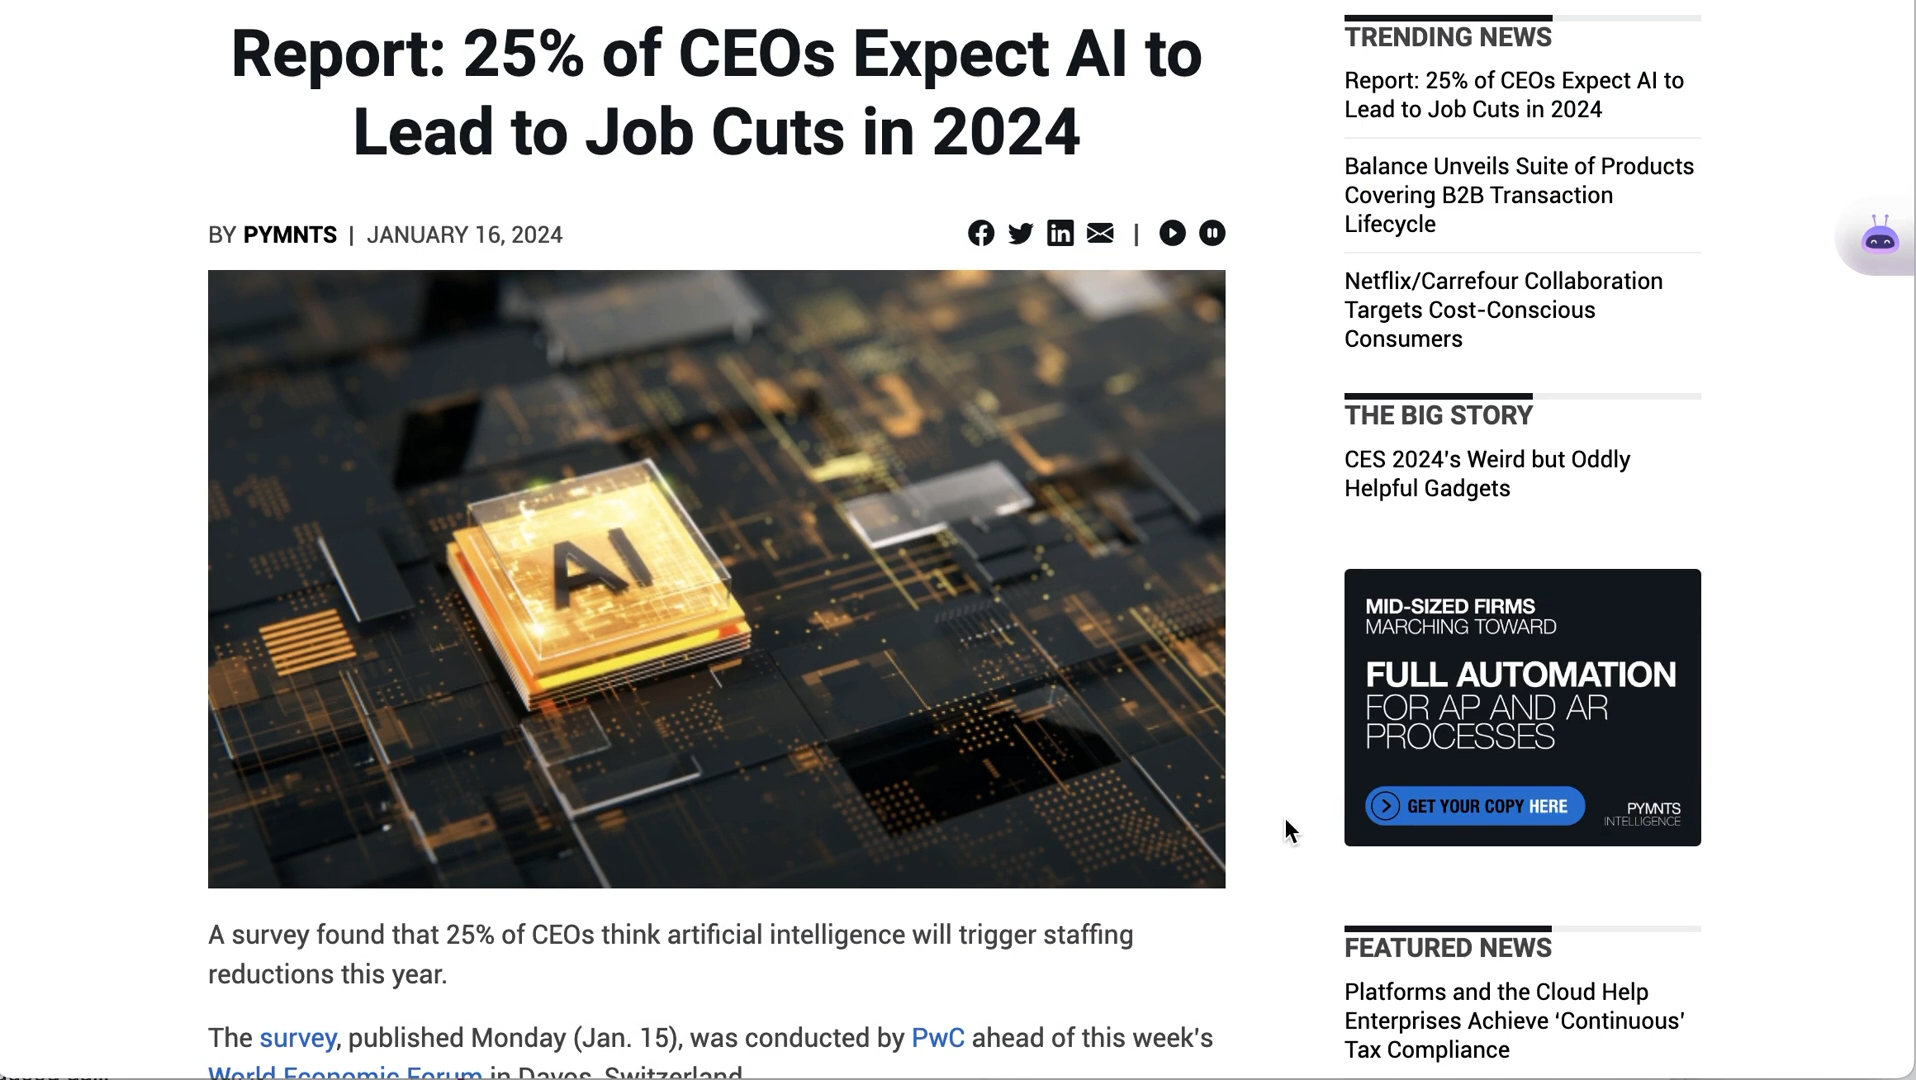 Report: 25% of CEOs Expect AI to
Lead to Job Cuts in 2024
BY PYMNTS | JANUARY 16, 2024
AI
A survey found that 25% of CEOs think artificial intelligence will trigger staffing
reductions this year.
The survey, published Monday (Jan. 15), was conducted by PwC ahead of this week's
World Economic Forum in Davos, Switzerland
TRENDING NEWS
Report: 25% of CEOs Expect AI to
Lead to Job Cuts in 2024
Balance Unveils Suite of Products
Covering B2B Transaction
Lifecycle
Netflix/Carrefour Collaboration
Targets Cost-Conscious
Consumers
THE BIG STORY
CES 2024's Weird but Oddly
Helpful Gadgets
MID-SIZED FIRMS
MARCHING TOWARD
FULL AUTOMATION
FOR AP AND AR
PROCESSES
GET YOUR COPY HERE
PYMNTS
INTELLIGENCE
FEATURED NEWS
Platforms and the Cloud Help
Enterprises Achieve ‘Continuous’
Tax Compliance